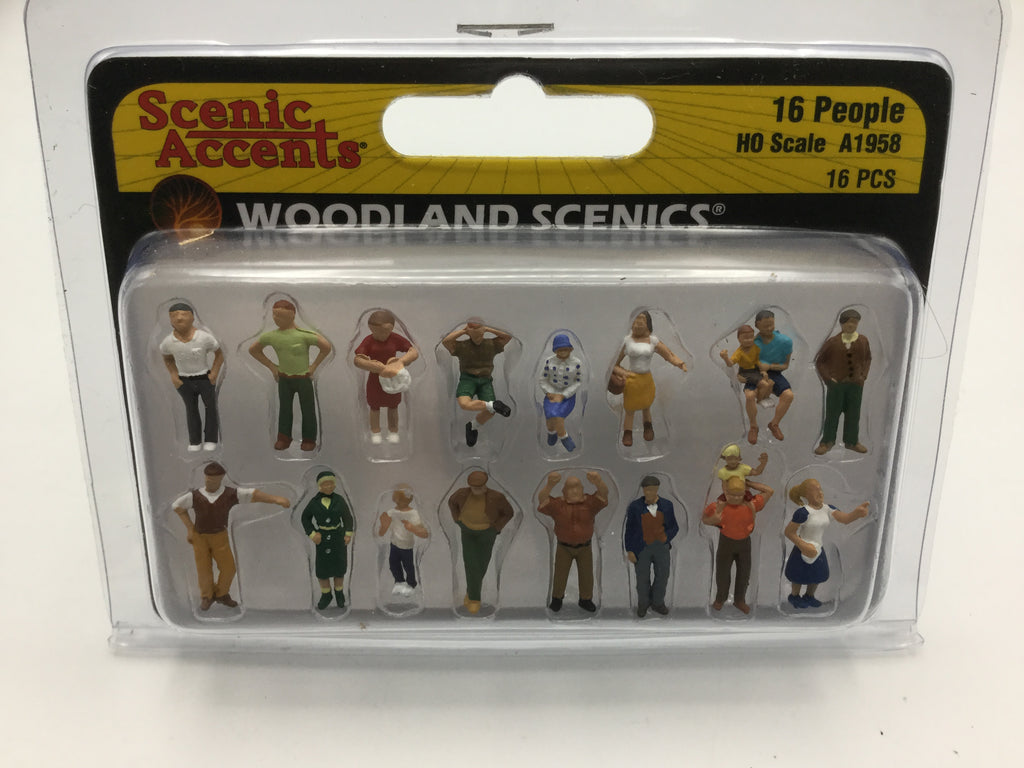 Scenic
Accents®
16 People
HO Scale A1958
16 PCS
WOODLAND SCENICS®